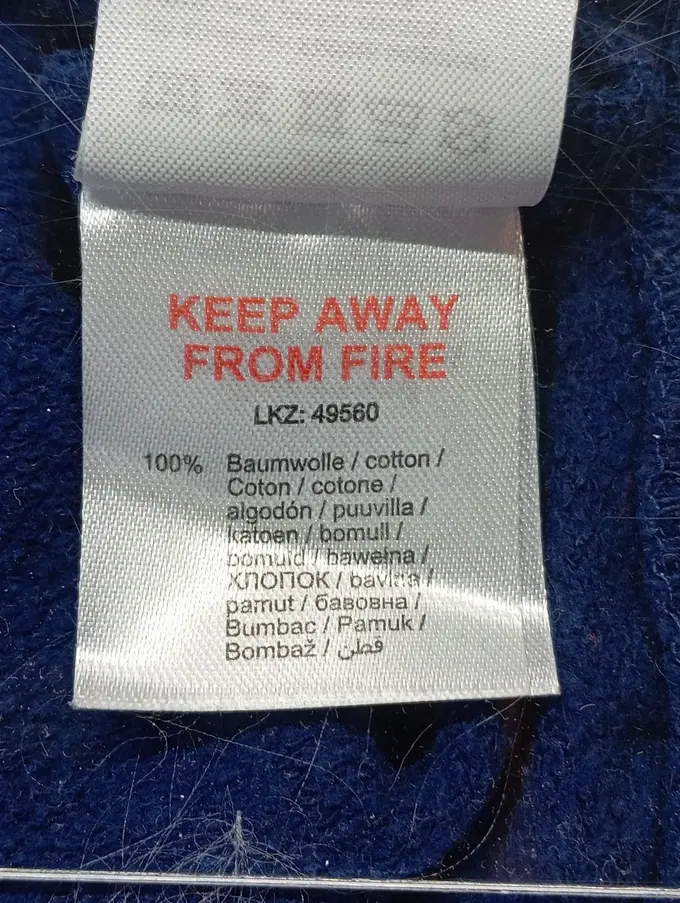 KEEP AWAY
FROM FIRE
LKZ: 49560
100% Baumwolle / cotton /
Coton / cotone /
algodón / puuvilla /
katoen / bomull /
bomuld / bawełna /
ХЛОПОК / bavlna /
pamut / бавовна /
Bumbac / Pamuk /
Bombaž / قطن